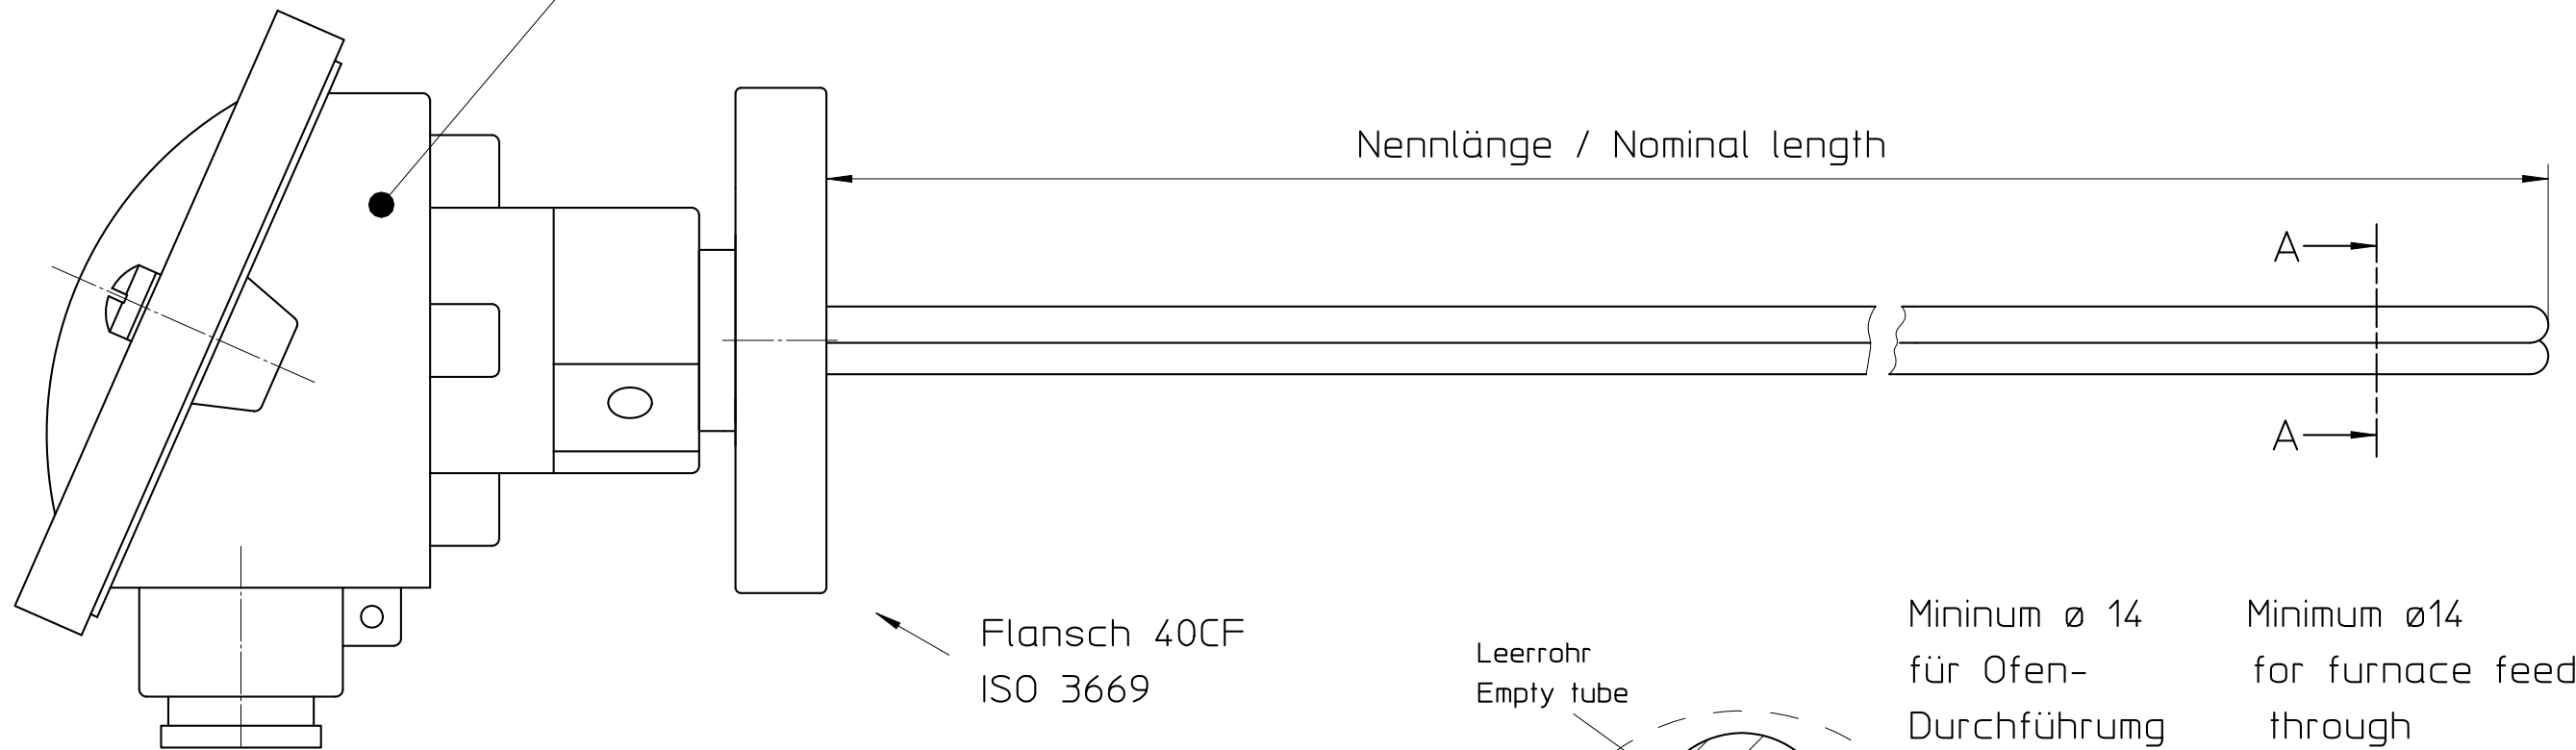 Nennlänge / Nominal length
A
A
Flansch 40CF
ISO 3669
Leerrohr
Empty tube
Mininum ø 14
für Ofen-
Durchführumg
Minimum ø14
for furnace feed
through